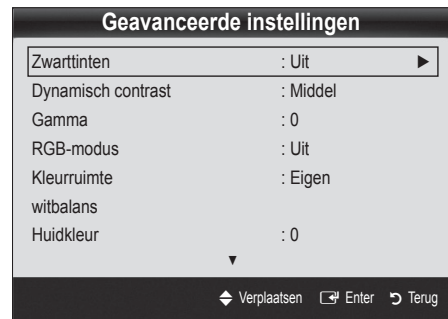 Geavanceerde instellingen
Zwarttinten : Uit ►
Dynamisch contrast : Middel
Gamma : 0
RGB-modus : Uit
Kleurruimte : Eigen
witbalans
Huidkleur : 0
▼
Verplaatsen Enter Terug